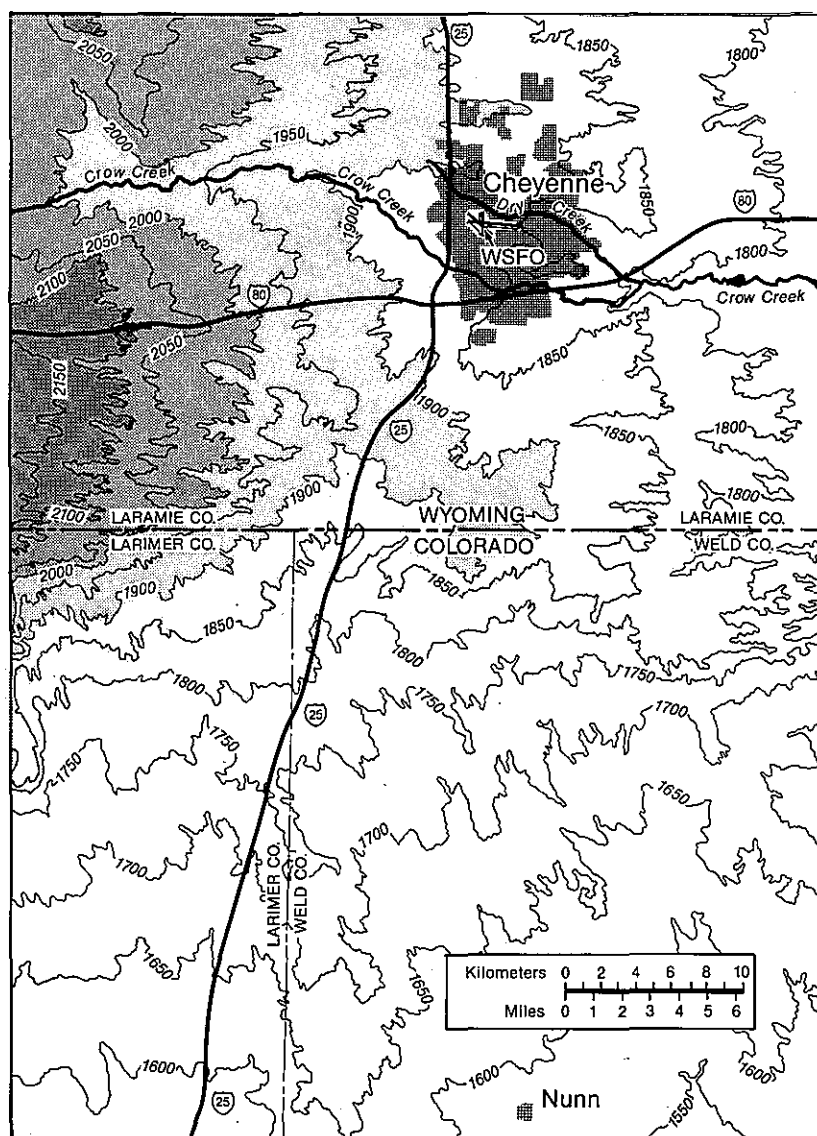 25
1850
1800
2050
2000
1950
Crow Creek
Crow Creek
Cheyenne
Dry Creek
1850
1900
80
2000
2050
WSFO
1800
2100
80
Crow Creek
2050
1850
2150
1900
25
1850
1800
1900
1800
2100
LARAMIE CO.
WYOMING
LARAMIE CO.
LARIMER CO.
COLORADO
WELD CO.
2000
1900
1850
1850
1800
1750
1800
1750
1700
25
1750
1750
1650
1700
1700
LARIMER CO.
WELD CO.
1650
1650
Kilometers 0 2 4 6 8 10
Miles 0 1 2 3 4 5 6
1600
1600
1600
25
Nunn
1550